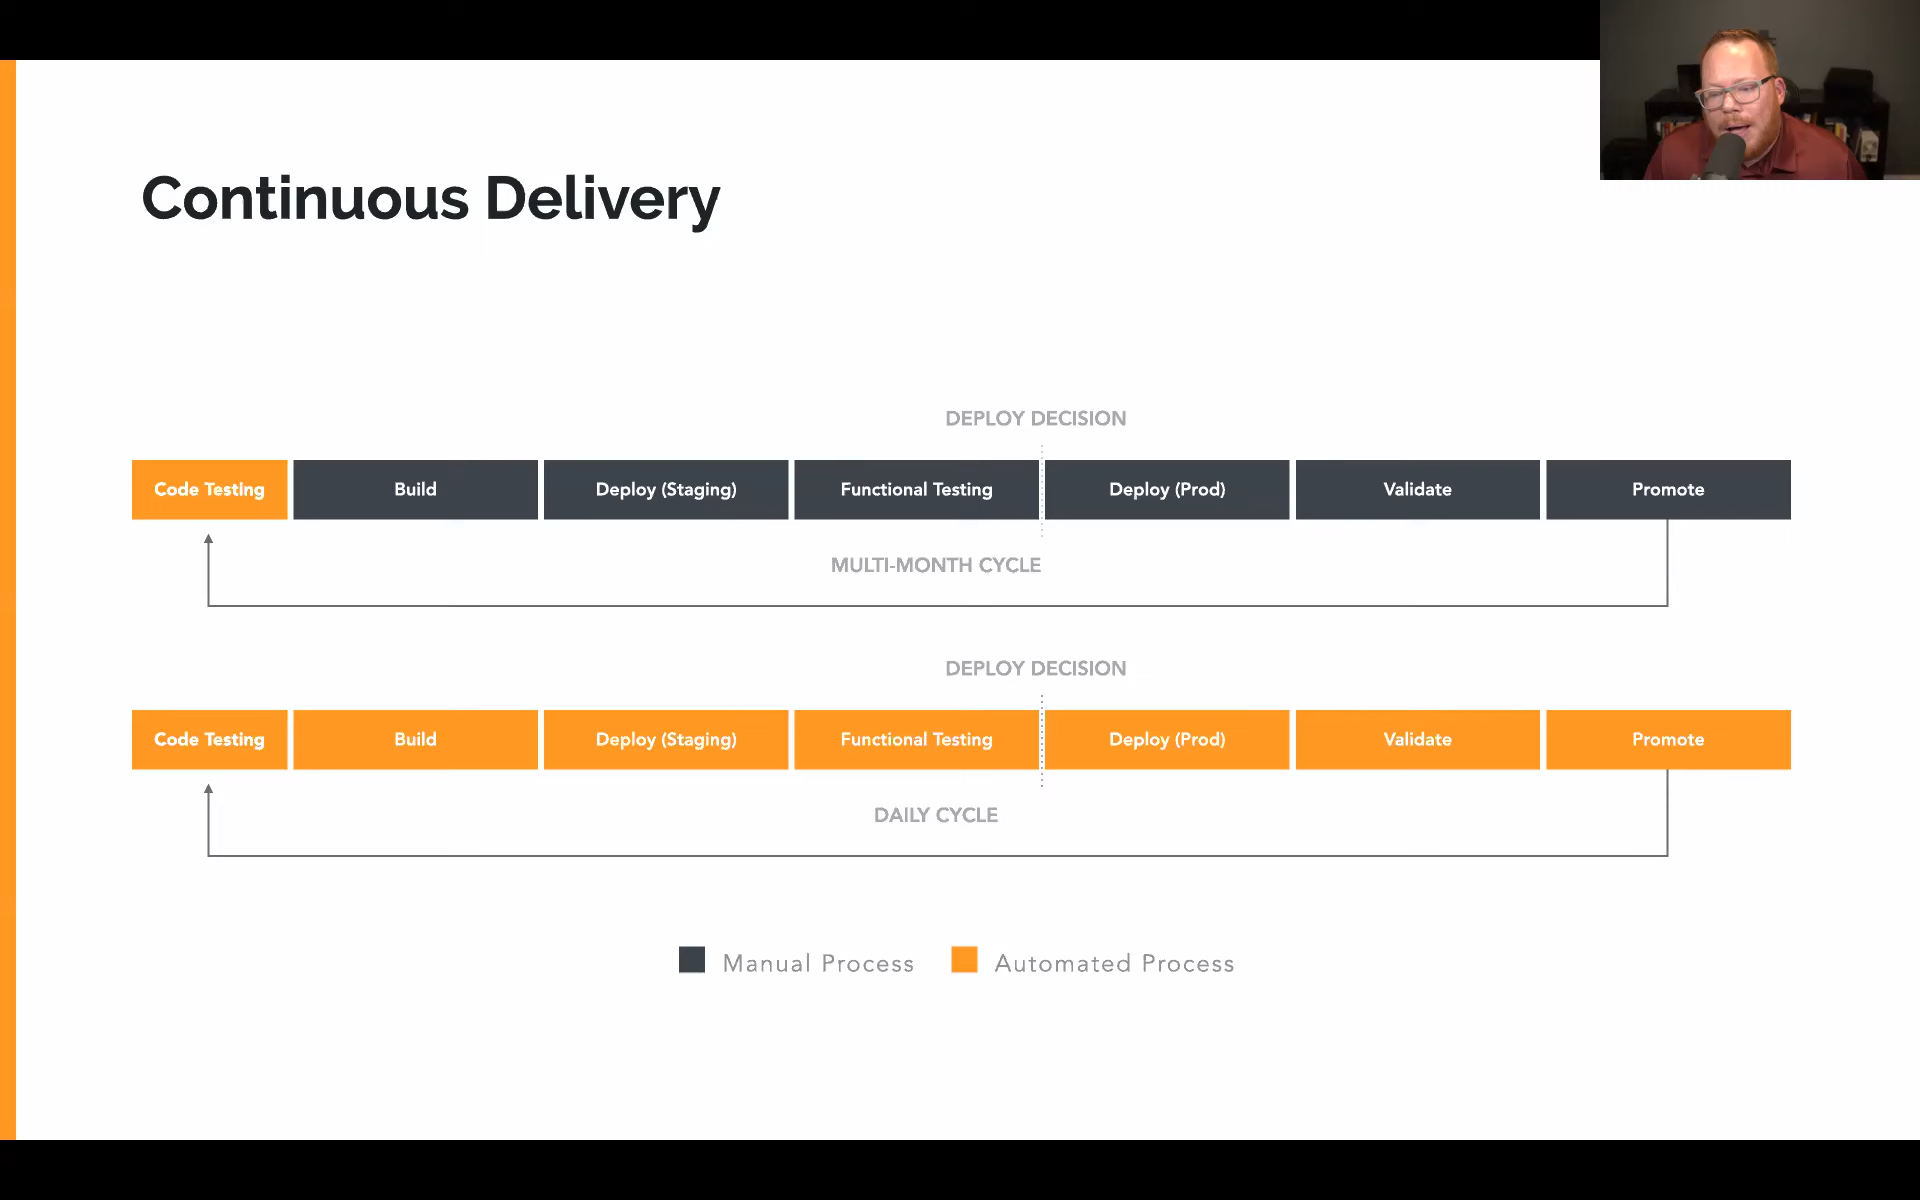 Continuous Delivery
DEPLOY DECISION
Code Testing
Build
Deploy (Staging)
Functional Testing
Deploy (Prod)
Validate
Promote
MULTI-MONTH CYCLE
DEPLOY DECISION
Code Testing
Build
Deploy (Staging)
Functional Testing
Deploy (Prod)
Validate
Promote
DAILY CYCLE
Manual Process
Automated Process